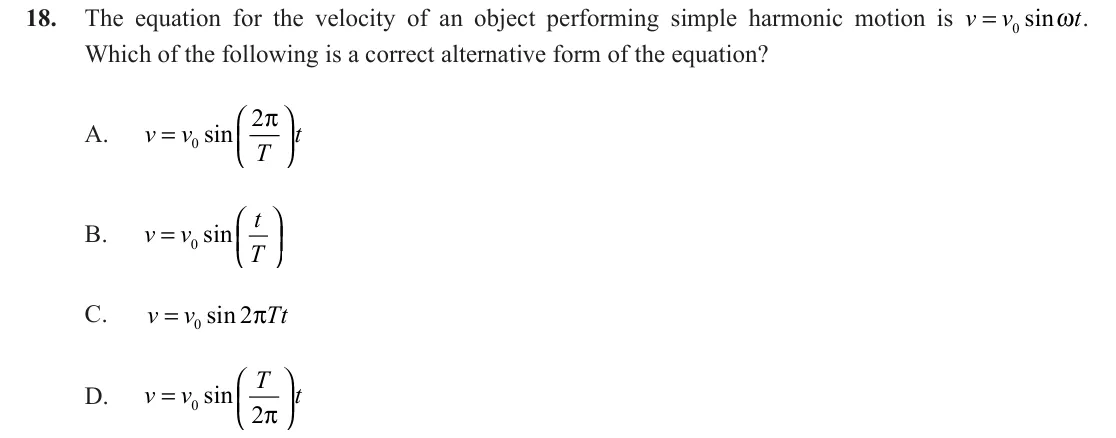 18. The equation for the velocity of an object performing simple harmonic motion is v = v₀ sin ωt.
Which of the following is a correct alternative form of the equation?
A. v = v₀ sin(2π/T)t
B. v = v₀ sin(t/T)
C. v = v₀ sin 2πTt
D. v = v₀ sin(T/2π)t